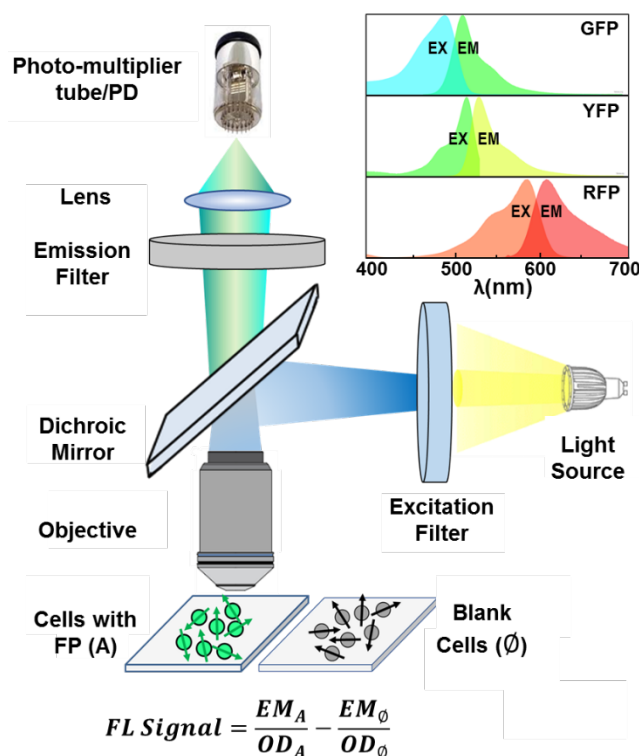 Photo-multiplier
tube/PD
Lens
Emission
Filter
Dichroic
Mirror
Objective
Cells with
FP (A)
GFP
EX EM
YFP
EX EM
RFP
EX EM
400 500 600 700
λ(nm)
Light
Source
Excitation
Filter
Blank
Cells (∅)
FL Signal = EM_A/OD_A − EM_∅/OD_∅